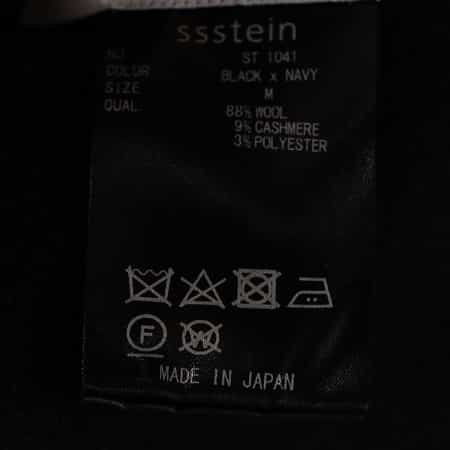 ssstein
NO ST 1041
COLOR BLACK x NAVY
SIZE M
QUAL. 88% WOOL
9% CASHMERE
3% POLYESTER
F W
MADE IN JAPAN